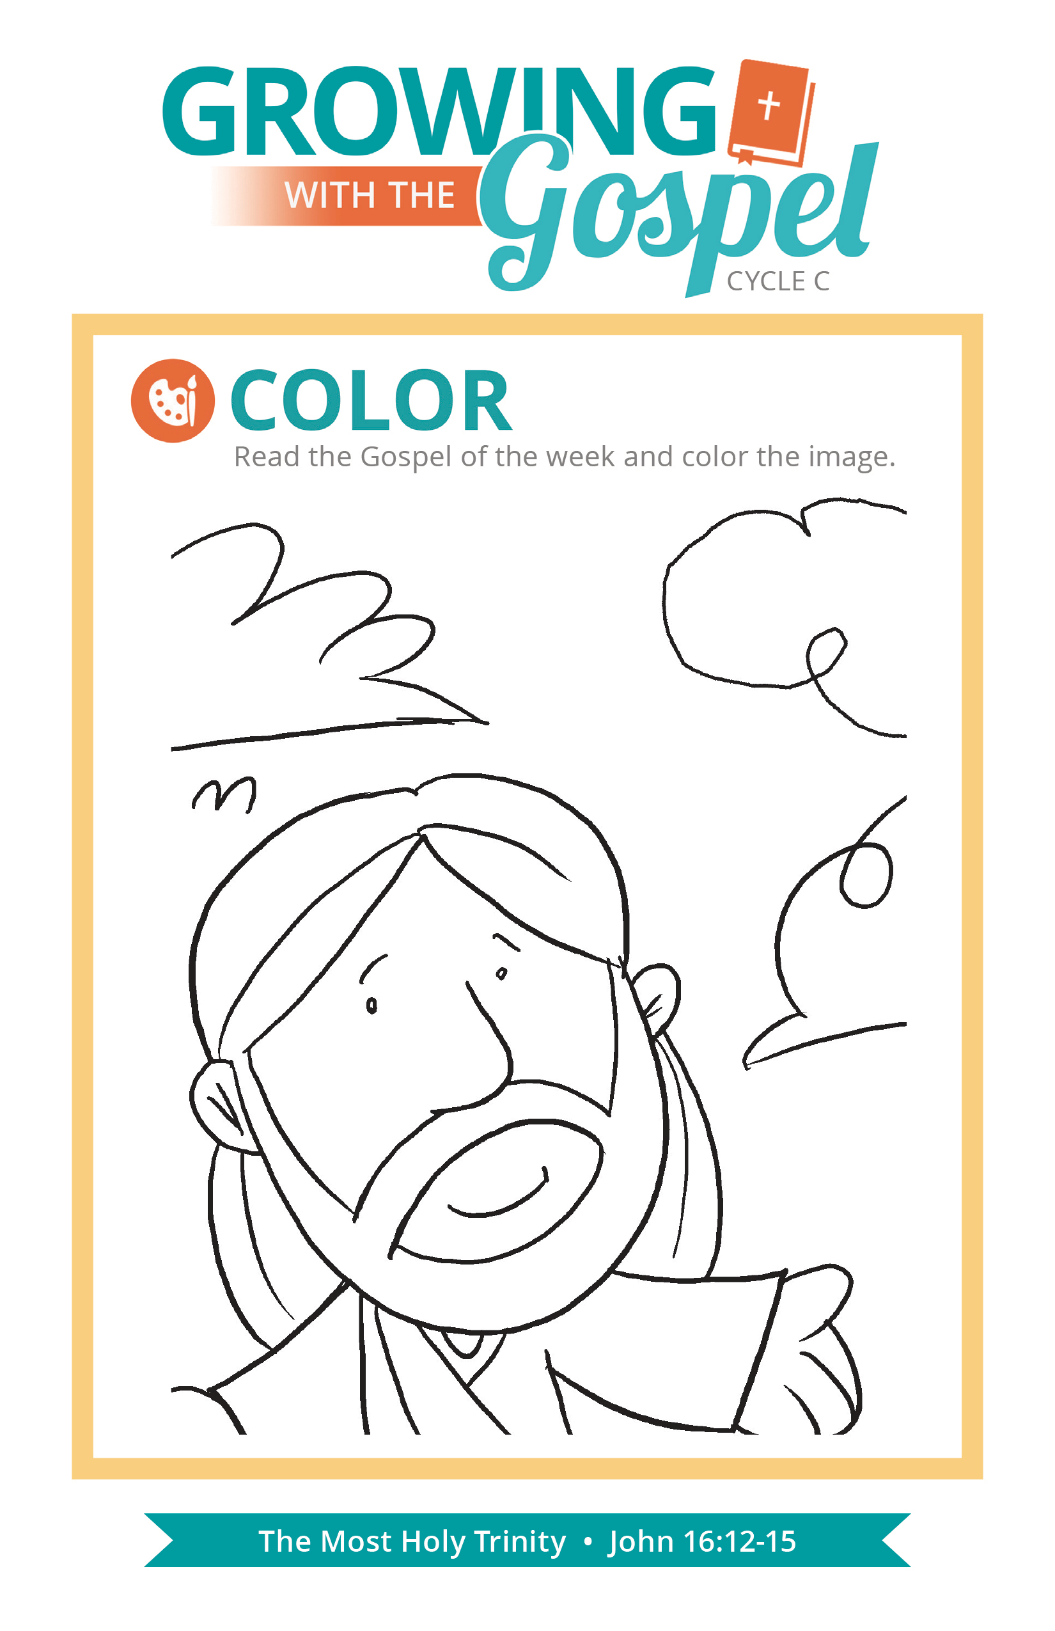 GROWING
WITH THE
Gospel
CYCLE C
COLOR
Read the Gospel of the week and color the image.
The Most Holy Trinity • John 16:12-15